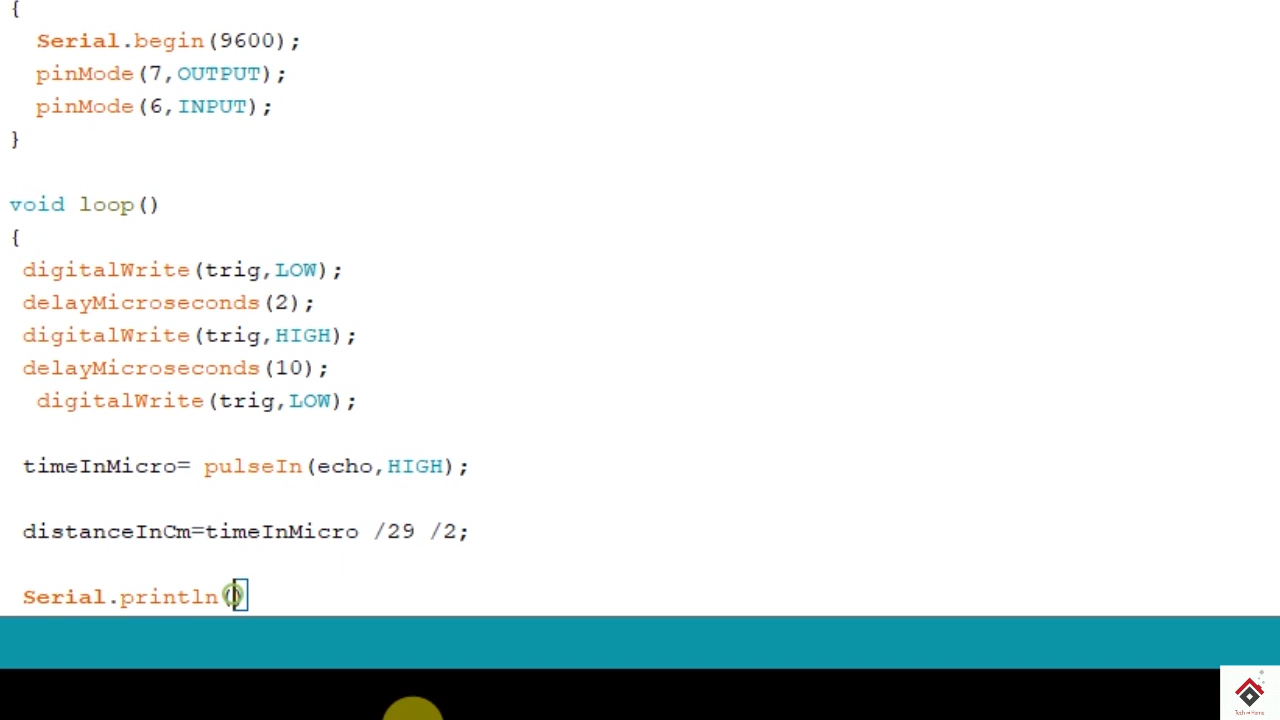 {
Serial.begin(9600);
pinMode(7,OUTPUT);
pinMode(6,INPUT);
}
void loop()
{
digitalWrite(trig,LOW);
delayMicroseconds(2);
digitalWrite(trig,HIGH);
delayMicroseconds(10);
digitalWrite(trig,LOW);
timeInMicro= pulseIn(echo,HIGH);
distanceInCm=timeInMicro /29 /2;
Serial.println()